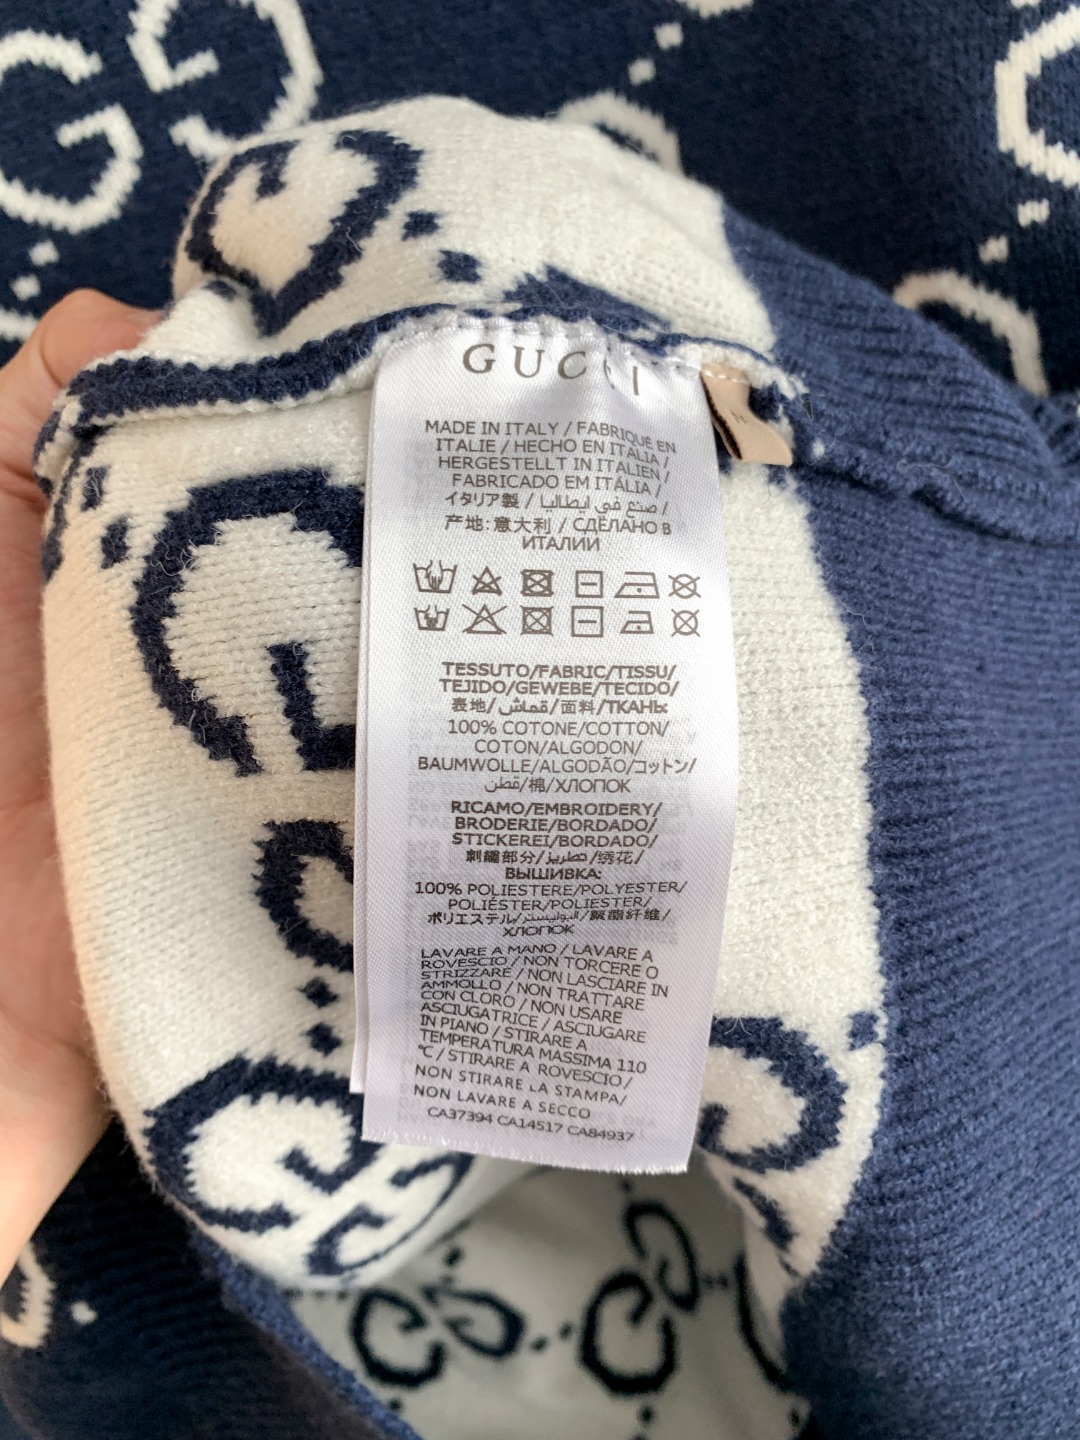 GUCCI
MADE IN ITALY / FABRIQUÉ EN
ITALIE / HECHO EN ITALIA /
HERGESTELLT IN ITALIEN /
FABRICADO EM ITÁLIA /
イタリア製 / صنع في ايطاليا /
产地: 意大利 / СДЕЛАНО В
ИТАЛИИ
TESSUTO/FABRIC/TISSU/
TEJIDO/GEWEBE/TECIDO/
表地/قماش/面料/ТКАНЬ:
100% COTONE/COTTON/
COTON/ALGODON/
BAUMWOLLE/ALGODÃO/コットン/
قطن/棉/ХЛОПОК
RICAMO/EMBROIDERY/
BRODERIE/BORDADO/
STICKEREI/BORDADO/
刺繍部分/تطريز/绣花/
ВЫШИВКА:
100% POLIESTERE/POLYESTER/
POLIÉSTER/POLIESTER/
ポリエステル/البوليستر/聚酯纤维/
ХЛОПОК
LAVARE A MANO / LAVARE A
ROVESCIO / NON TORCERE O
STRIZZARE / NON LASCIARE IN
AMMOLLO / NON TRATTARE
CON CLORO / NON USARE
ASCIUGATRICE / ASCIUGARE
IN PIANO / STIRARE A
TEMPERATURA MASSIMA 110
°C / STIRARE A ROVESCIO /
NON STIRARE LA STAMPA/
NON LAVARE A SECCO
CA37394 CA14517 CA84937